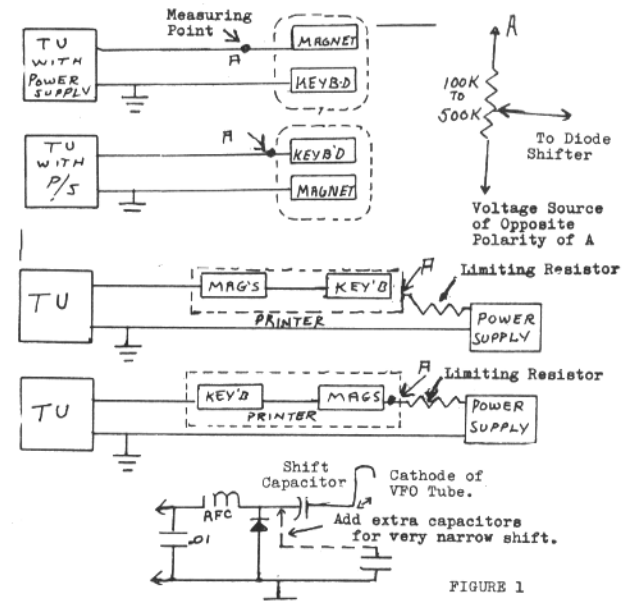 Measuring
Point
TU
WITH
POWER
SUPPLY
A
MAGNET
KEYB-D
A
100K
TO
500K
To Diode
Shifter
Voltage Source
of Opposite
Polarity of A
TU
WITH
P/S
A
KEYB'D
MAGNET
TU
MAG'S
KEY'B
PRINTER
A
Limiting Resistor
POWER
SUPPLY
TU
KEY'B
MAGS
PRINTER
A
Limiting Resistor
POWER
SUPPLY
Shift
Capacitor
Cathode of
VFO Tube.
RFC
.01
Add extra capacitors
for very narrow shift.
FIGURE 1